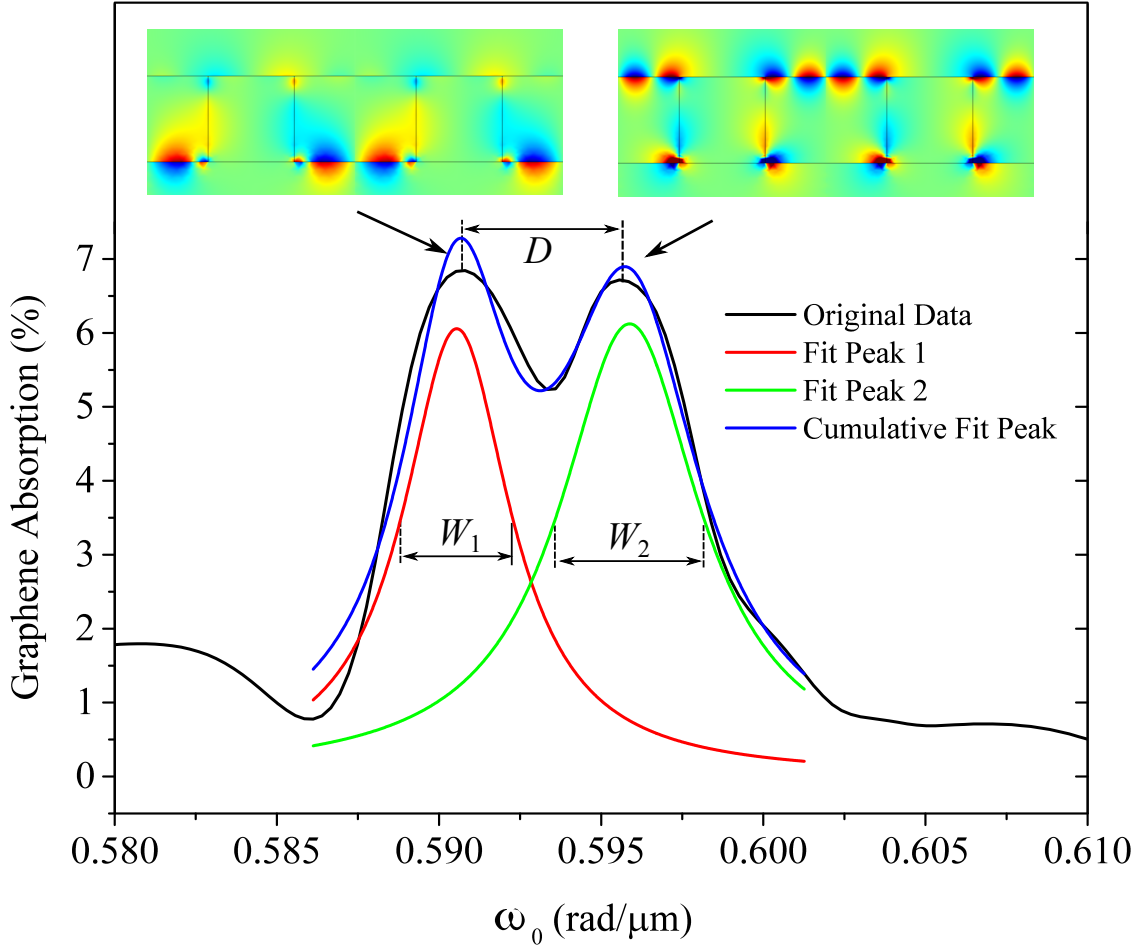 D
7
6
5
4
3
2
1
0
Graphene Absorption (%)
Original Data
Fit Peak 1
Fit Peak 2
Cumulative Fit Peak
W₁
W₂
0.580 0.585 0.590 0.595 0.600 0.605 0.610
ω₀ (rad/μm)